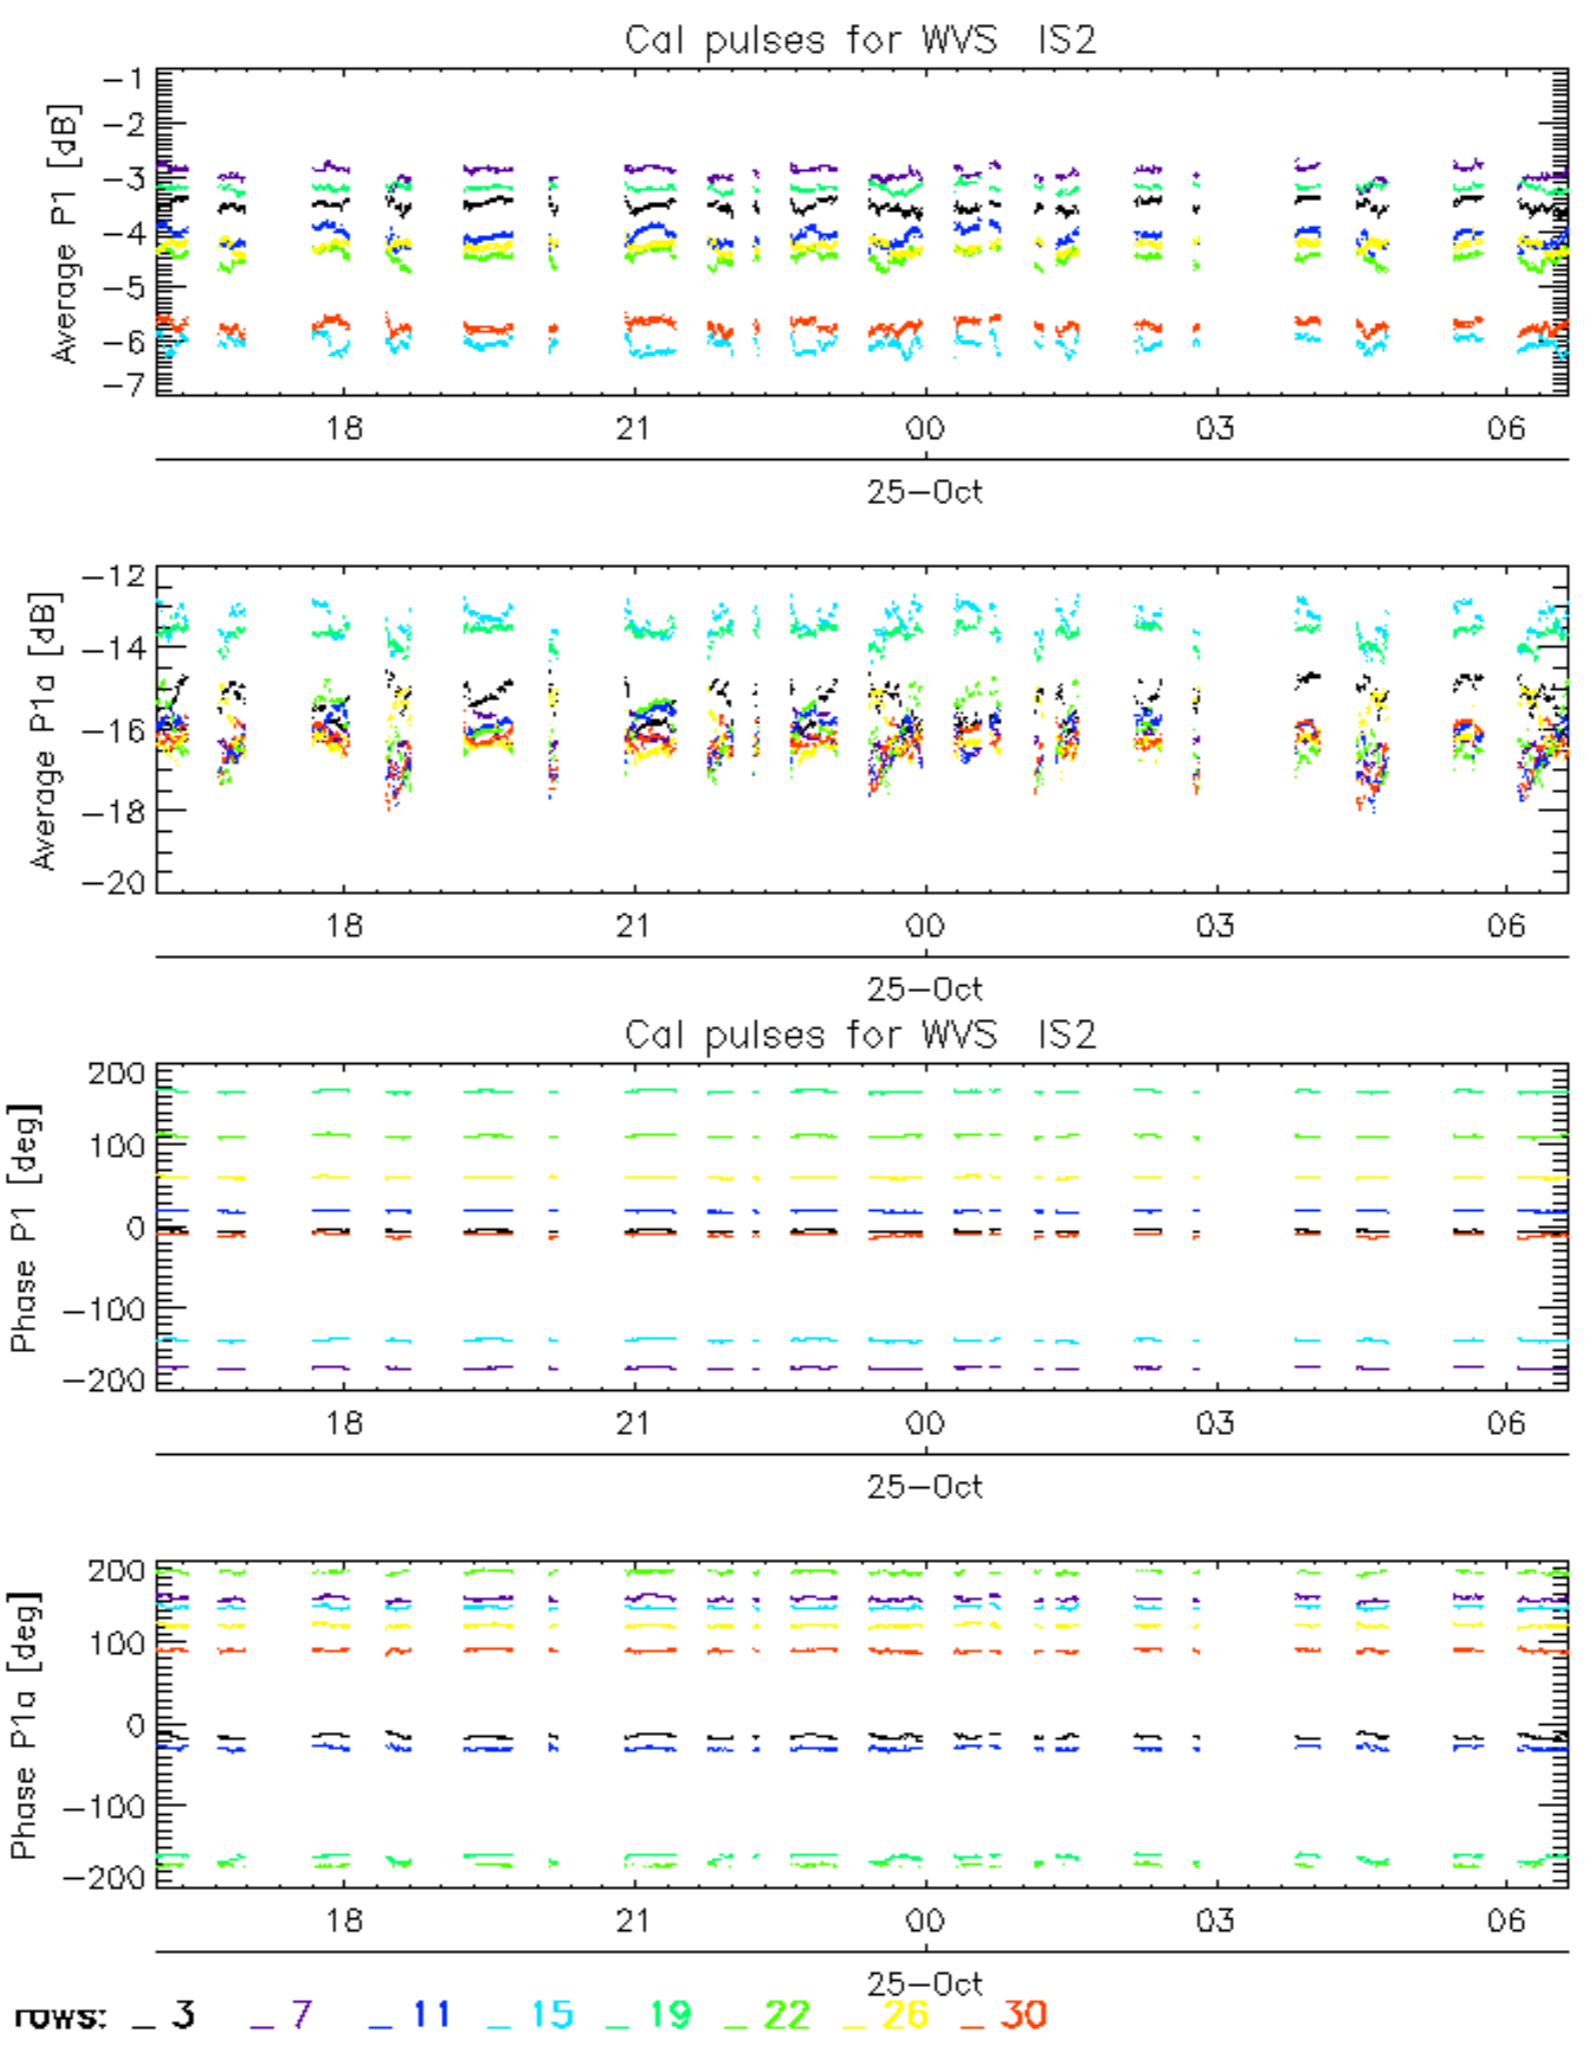 Cal pulses for WVS IS2
Average P1 [dB]
-1
-2
-3
-4
-5
-6
-7
18 21 00 03 06
25-Oct
Average P1a [dB]
-12
-14
-16
-18
-20
18 21 00 03 06
25-Oct
Cal pulses for WVS IS2
Phase P1 [deg]
200
100
0
-100
-200
18 21 00 03 06
25-Oct
Phase P1a [deg]
200
100
0
-100
-200
18 21 00 03 06
25-Oct
rows: _ 3 _ 7 _ 11 _ 15 _ 19 _ 22 _ 26 _ 30